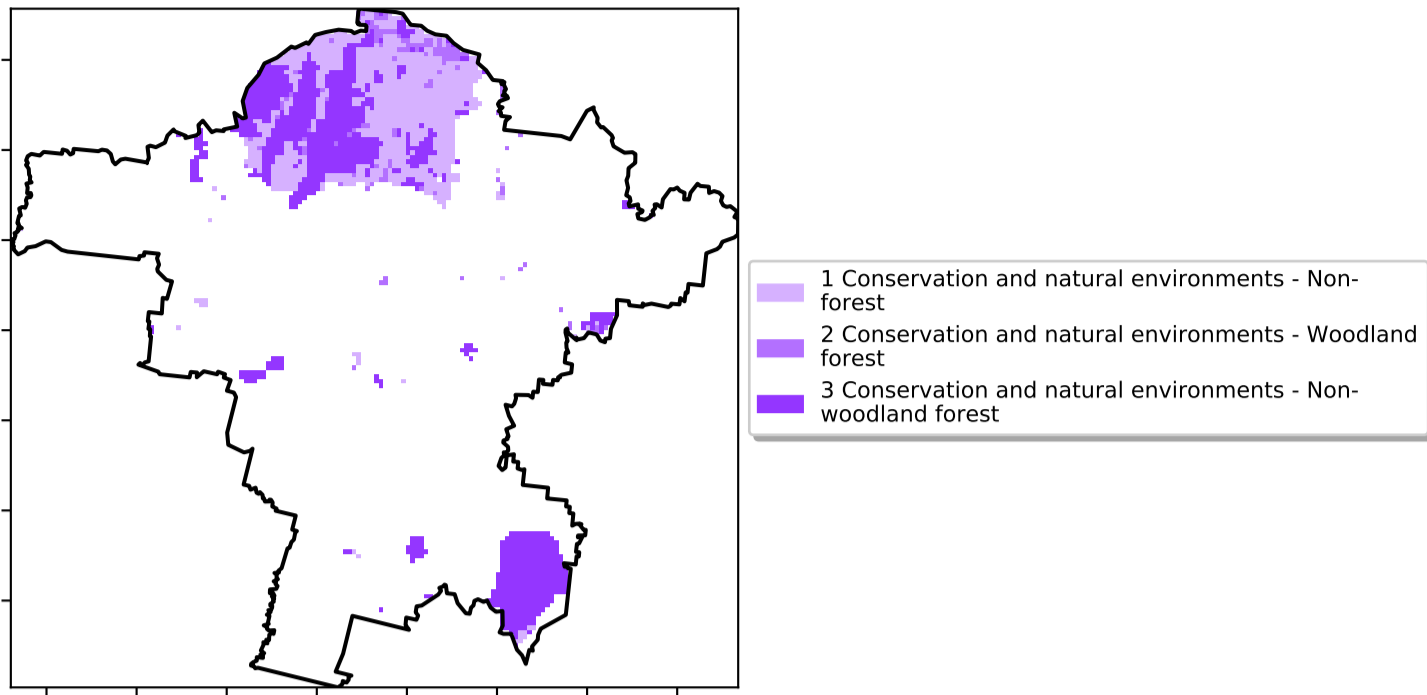 1 Conservation and natural environments - Non-
forest
2 Conservation and natural environments - Woodland
forest
3 Conservation and natural environments - Non-
woodland forest